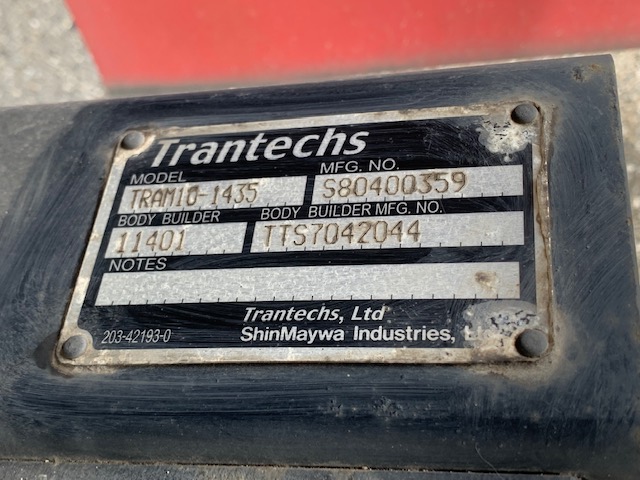 Trantechs
MODEL MFG. NO.
TRAM10-1435 S80400359
BODY BUILDER BODY BUILDER MFG. NO.
11401 TTS7042044
NOTES
Trantechs, Ltd
203-42193-0 ShinMaywa Industries,